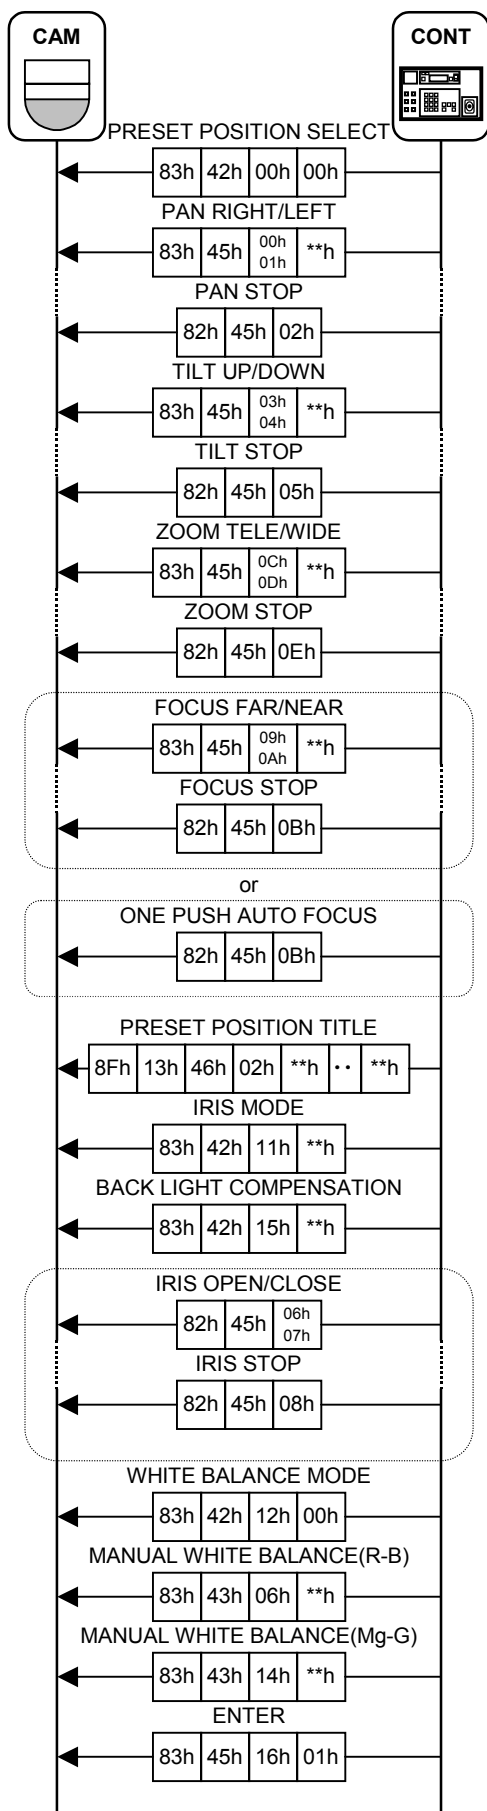 CAM CONT
PRESET POSITION SELECT
83h 42h 00h 00h
PAN RIGHT/LEFT
83h 45h 00h 01h **h
PAN STOP
82h 45h 02h
TILT UP/DOWN
83h 45h 03h 04h **h
TILT STOP
82h 45h 05h
ZOOM TELE/WIDE
83h 45h 0Ch 0Dh **h
ZOOM STOP
82h 45h 0Eh
FOCUS FAR/NEAR
83h 45h 09h 0Ah **h
FOCUS STOP
82h 45h 0Bh
or
ONE PUSH AUTO FOCUS
82h 45h 0Bh
PRESET POSITION TITLE
8Fh 13h 46h 02h **h ·· **h
IRIS MODE
83h 42h 11h **h
BACK LIGHT COMPENSATION
83h 42h 15h **h
IRIS OPEN/CLOSE
82h 45h 06h 07h
IRIS STOP
82h 45h 08h
WHITE BALANCE MODE
83h 42h 12h 00h
MANUAL WHITE BALANCE(R-B)
83h 43h 06h **h
MANUAL WHITE BALANCE(Mg-G)
83h 43h 14h **h
ENTER
83h 45h 16h 01h